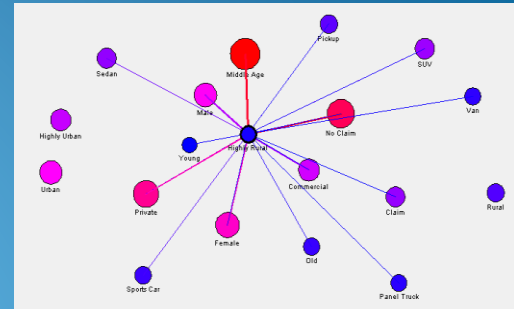 Pickup
SUV
Sedan
Middle Age
Van
Male
Highly Urban
No Claim
Young
Highly Rural
Urban
Commercial
Private
Claim
Rural
Female
Old
Sports Car
Panel Truck